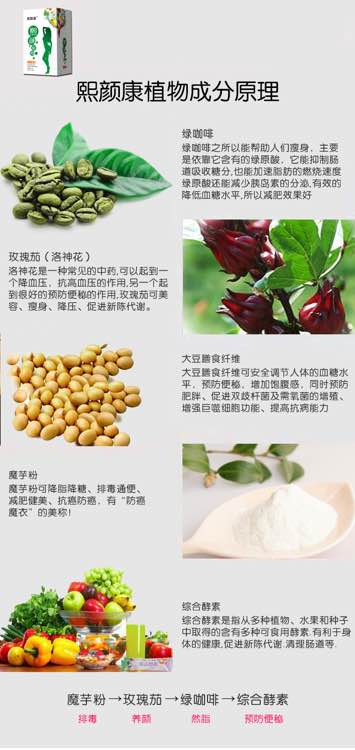 熙颜康植物成分原理
绿咖啡
绿咖啡之所以能帮助人们瘦身，主要
是依靠它含有的绿原酸，它能抑制肠
道吸收糖分,也能加速脂肪的燃烧速度
绿原酸还能减少胰岛素的分泌,有效的
降低血糖水平,所以减肥效果好
玫瑰茄（洛神花）
洛神花是一种常见的中药,可以起到一
个降血压，抗高血压的作用,另一个起
到很好的预防便秘的作用,玫瑰茄可美
容、瘦身、降压、促进新陈代谢。
大豆膳食纤维
大豆膳食纤维可安全调节人体的血糖水
平，预防便秘，增加饱腹感，同时预防
肥胖、促进双歧杆菌及需氧菌的增殖、
增强巨噬细胞功能、提高抗病能力
魔芋粉
魔芋粉可降脂降糖、排毒通便、
减肥健美、抗癌防癌，有“防癌
魔衣”的美称！
综合酵素
综合酵素是指从多种植物、水果和种子
中取得的含有多种可食用酵素.有利于身
体的健康,促进新陈代谢.清理肠道等.
魔芋粉→玫瑰茄→绿咖啡→综合酵素
排毒 养颜 燃脂 预防便秘